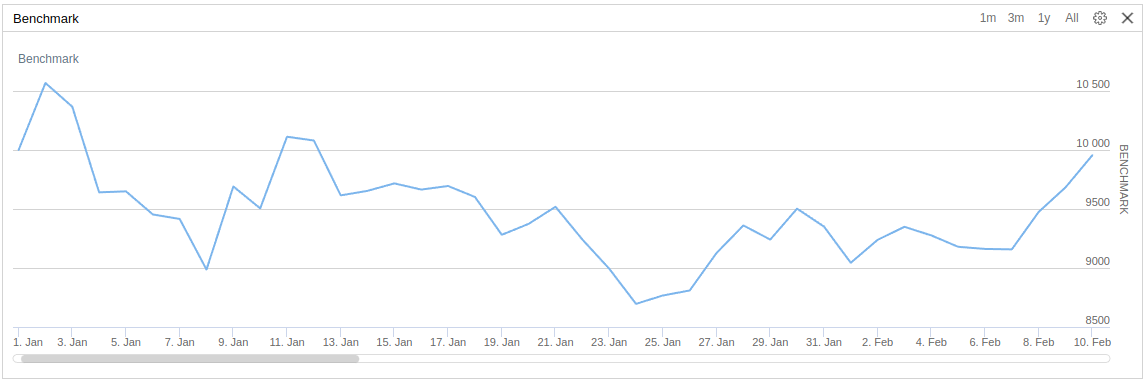 Benchmark
1m 3m 1y All
Benchmark
10 500
10 000
9500
9000
8500
BENCHMARK
1. Jan 3. Jan 5. Jan 7. Jan 9. Jan 11. Jan 13. Jan 15. Jan 17. Jan 19. Jan 21. Jan 23. Jan 25. Jan 27. Jan 29. Jan 31. Jan 2. Feb 4. Feb 6. Feb 8. Feb 10. Feb